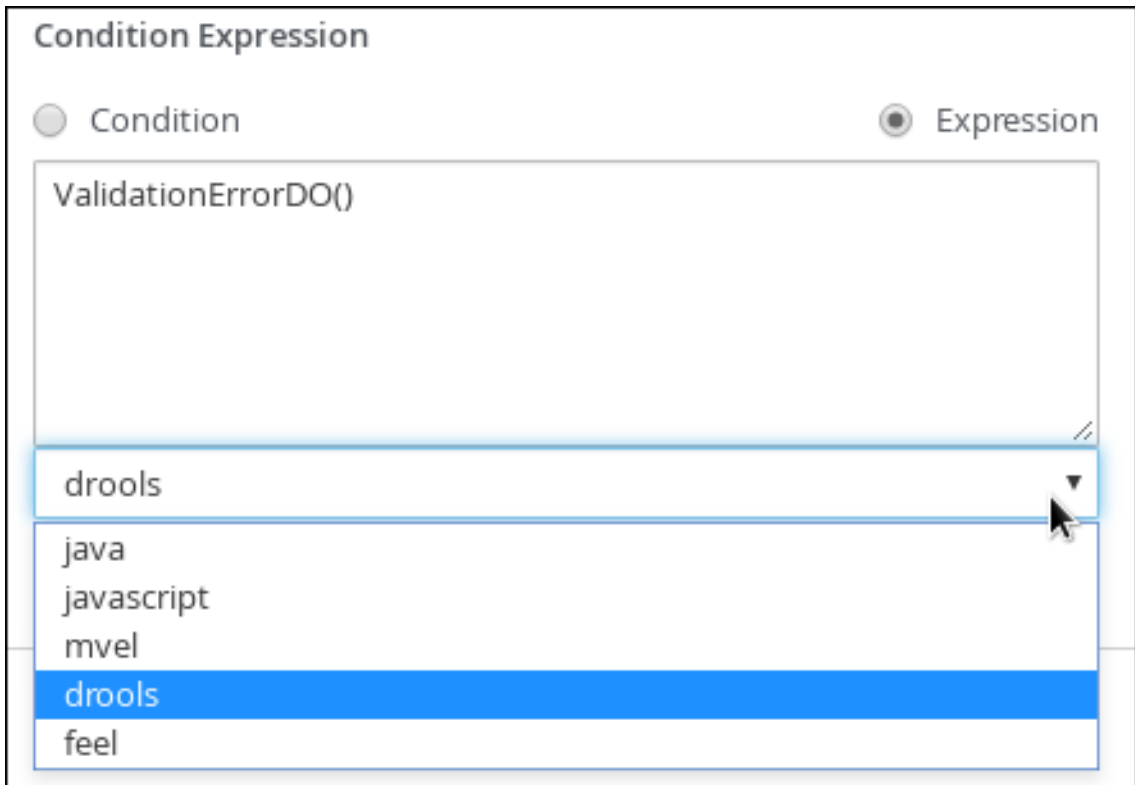 Condition Expression
Condition Expression
ValidationErrorDO()
drools
java
javascript
mvel
drools
feel